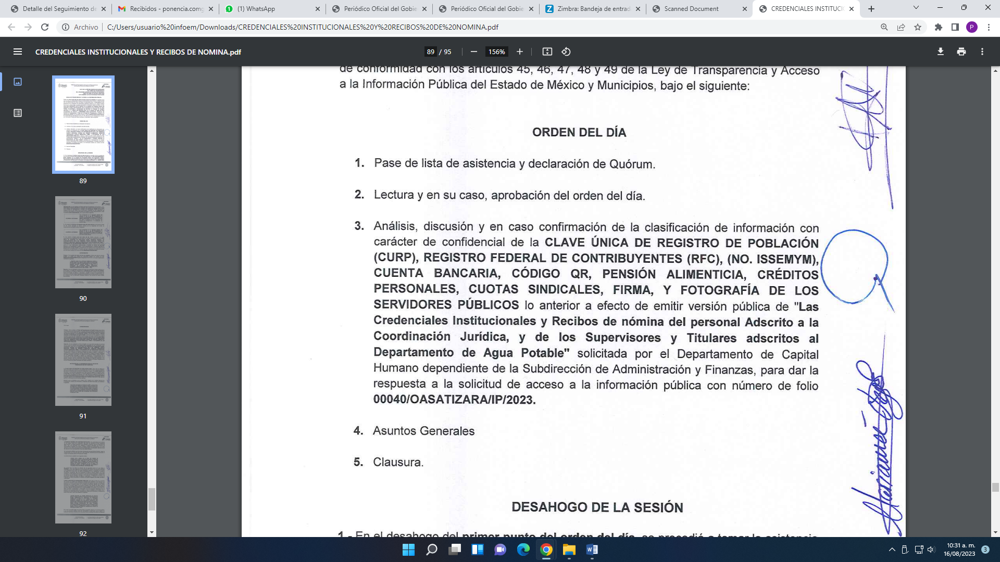 Detalle del Seguimiento de
Recibidos - ponencia.comg
(1) WhatsApp
Periódico Oficial del Gobie
Periódico Oficial del Gobie
Zimbra: Bandeja de entrad
Scanned Document
CREDENCIALES INSTITUCIO
Archivo
C:/Users/usuario%20infoem/Downloads/CREDENCIALES%20INSTITUCIONALES%20Y%20RECIBOS%20DE%20NOMINA.pdf
P
CREDENCIALES INSTITUCIONALES Y RECIBOS DE NOMINA.pdf
89 / 95
156%
89
90
91
92
de conformidad con los artículos 45, 46, 47, 48 y 49 de la Ley de Transparencia y Acceso
a la Información Pública del Estado de México y Municipios, bajo el siguiente:
ORDEN DEL DÍA
1. Pase de lista de asistencia y declaración de Quórum.
2. Lectura y en su caso, aprobación del orden del día.
3. Análisis, discusión y en caso confirmación de la clasificación de información con
carácter de confidencial de la CLAVE ÚNICA DE REGISTRO DE POBLACIÓN
(CURP), REGISTRO FEDERAL DE CONTRIBUYENTES (RFC), (NO. ISSEMYM),
CUENTA BANCARIA, CÓDIGO QR, PENSIÓN ALIMENTICIA, CRÉDITOS
PERSONALES, CUOTAS SINDICALES, FIRMA, Y FOTOGRAFÍA DE LOS
SERVIDORES PÚBLICOS lo anterior a efecto de emitir versión pública de "Las
Credenciales Institucionales y Recibos de nómina del personal Adscrito a la
Coordinación Jurídica, y de los Supervisores y Titulares adscritos al
Departamento de Agua Potable" solicitada por el Departamento de Capital
Humano dependiente de la Subdirección de Administración y Finanzas, para dar la
respuesta a la solicitud de acceso a la información pública con número de folio
00040/OASATIZARA/IP/2023.
4. Asuntos Generales
5. Clausura.
DESAHOGO DE LA SESIÓN
1.- En el desahogo del primer punto del orden del día, se procedió a tomar la asistencia
10:31 a. m.
16/08/2023
3